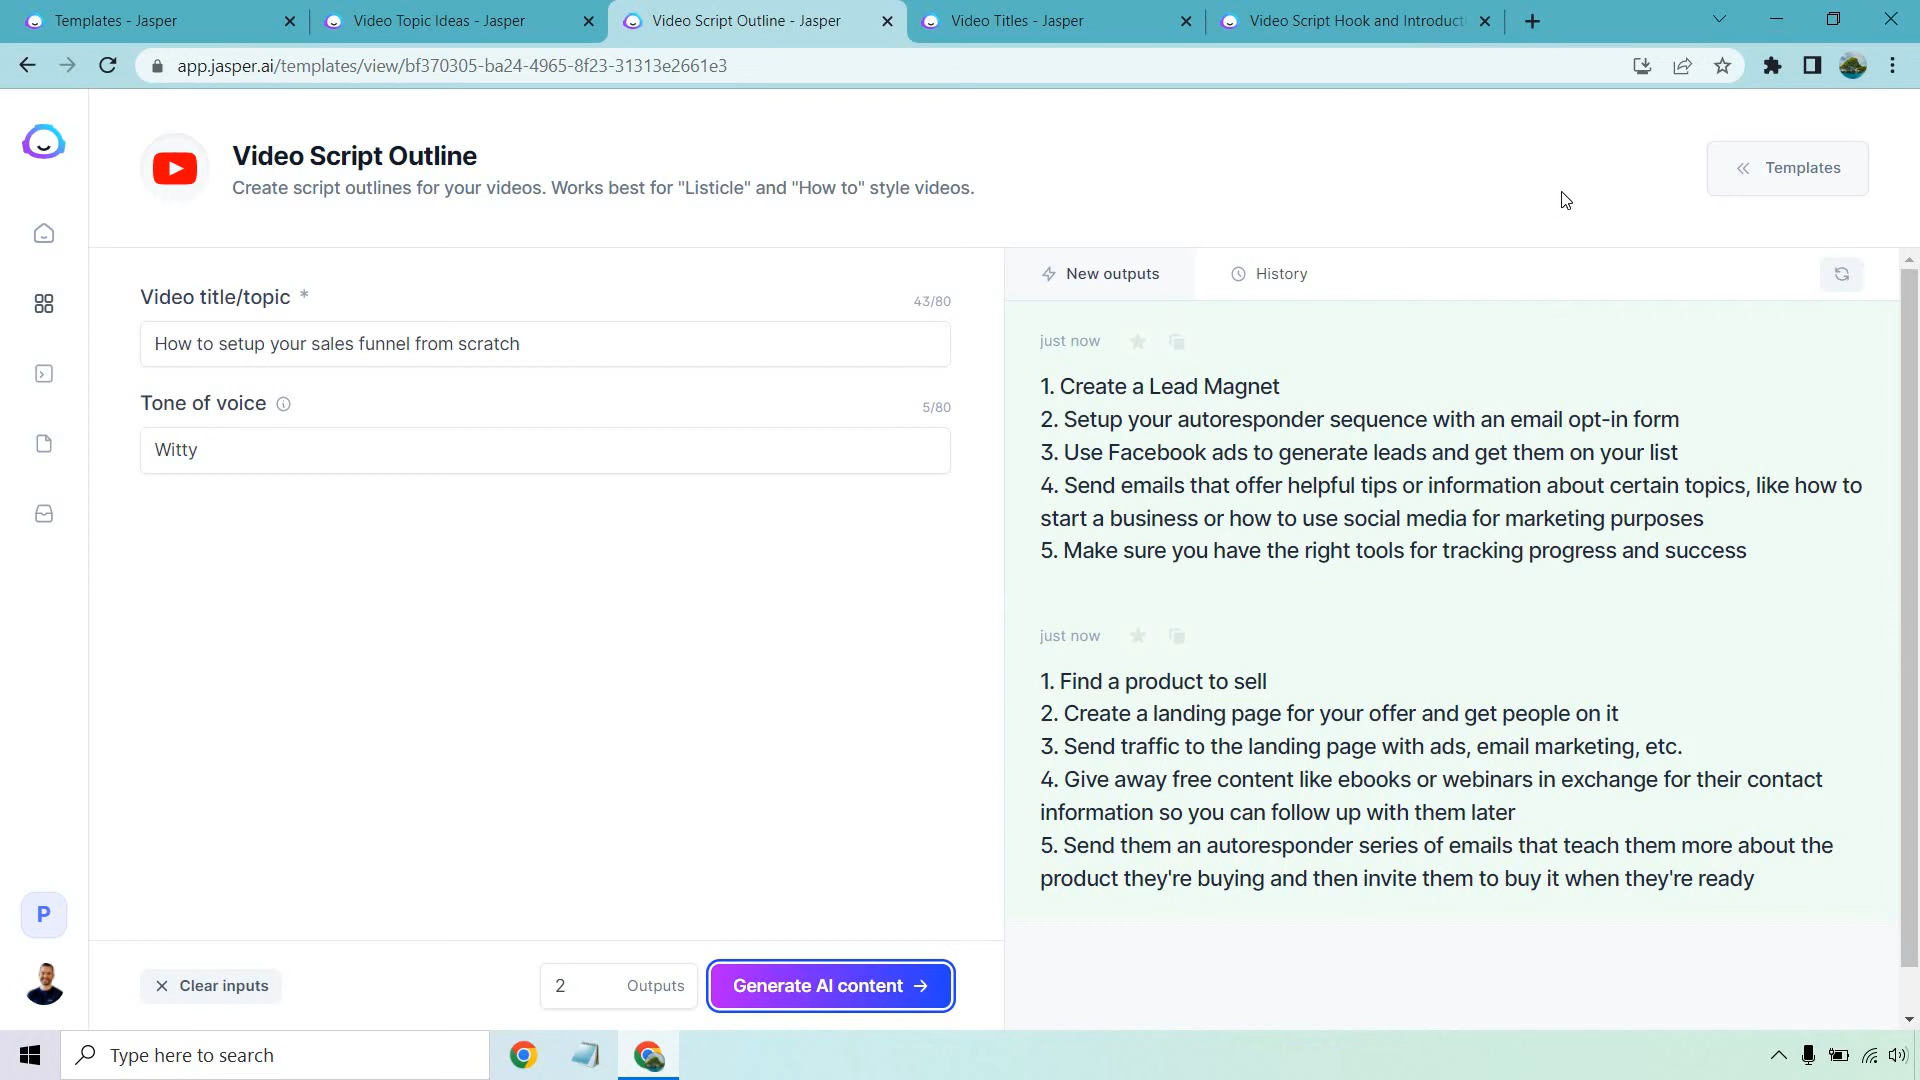 Templates - Jasper
Video Topic Ideas - Jasper
Video Script Outline - Jasper
Video Titles - Jasper
Video Script Hook and Introduct
app.jasper.ai/templates/view/bf370305-ba24-4965-8f23-31313e2661e3
Video Script Outline
Create script outlines for your videos. Works best for "Listicle" and "How to" style videos.
Templates
Video title/topic *
43/80
How to setup your sales funnel from scratch
Tone of voice
5/80
Witty
New outputs
History
just now
1. Create a Lead Magnet
2. Setup your autoresponder sequence with an email opt-in form
3. Use Facebook ads to generate leads and get them on your list
4. Send emails that offer helpful tips or information about certain topics, like how to
start a business or how to use social media for marketing purposes
5. Make sure you have the right tools for tracking progress and success
just now
1. Find a product to sell
2. Create a landing page for your offer and get people on it
3. Send traffic to the landing page with ads, email marketing, etc.
4. Give away free content like ebooks or webinars in exchange for their contact
information so you can follow up with them later
5. Send them an autoresponder series of emails that teach them more about the
product they're buying and then invite them to buy it when they're ready
P
Clear inputs
2 Outputs
Generate AI content
Type here to search